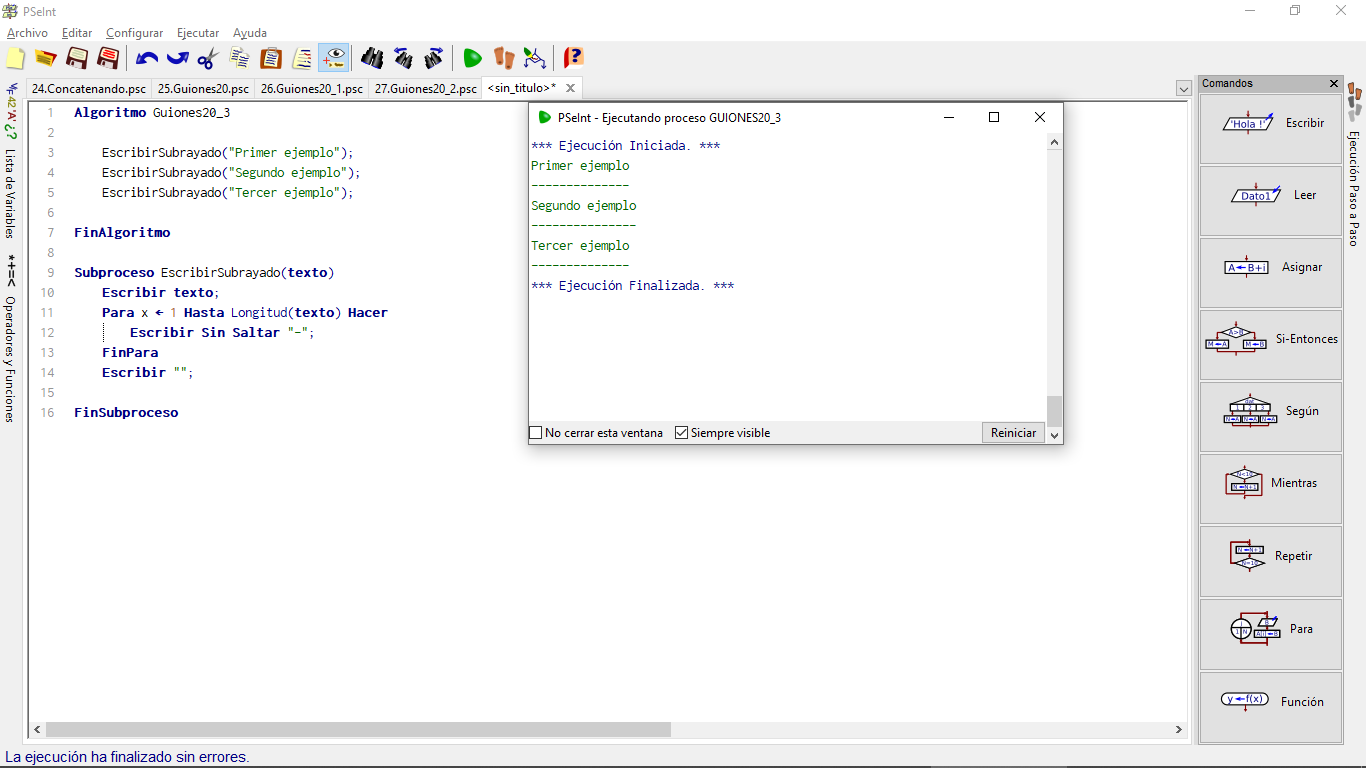 PSeInt
Archivo Editar Configurar Ejecutar Ayuda
24.Concatenando.psc 25.Guiones20.psc 26.Guiones20_1.psc 27.Guiones20_2.psc <sin_titulo>*
1 Algoritmo Guiones20_3
2
3 EscribirSubrayado("Primer ejemplo");
4 EscribirSubrayado("Segundo ejemplo");
5 EscribirSubrayado("Tercer ejemplo");
6
7 FinAlgoritmo
8
9 Subproceso EscribirSubrayado(texto)
10 Escribir texto;
11 Para x ← 1 Hasta Longitud(texto) Hacer
12 Escribir Sin Saltar "-";
13 FinPara
14 Escribir "";
15
16 FinSubproceso
PSeInt - Ejecutando proceso GUIONES20_3
*** Ejecución Iniciada. ***
Primer ejemplo
--------------
Segundo ejemplo
---------------
Tercer ejemplo
--------------
*** Ejecución Finalizada. ***
No cerrar esta ventana Siempre visible Reiniciar
Lista de Variables
*+=< Operadores y Funciones
Comandos
'Hola !' Escribir
Dato1 Leer
A←B+i Asignar
A>B M←A M←B Si-Entonces
Según
Mientras
Repetir
Para
y←f(x) Función
Ejecución Paso a Paso
La ejecución ha finalizado sin errores.